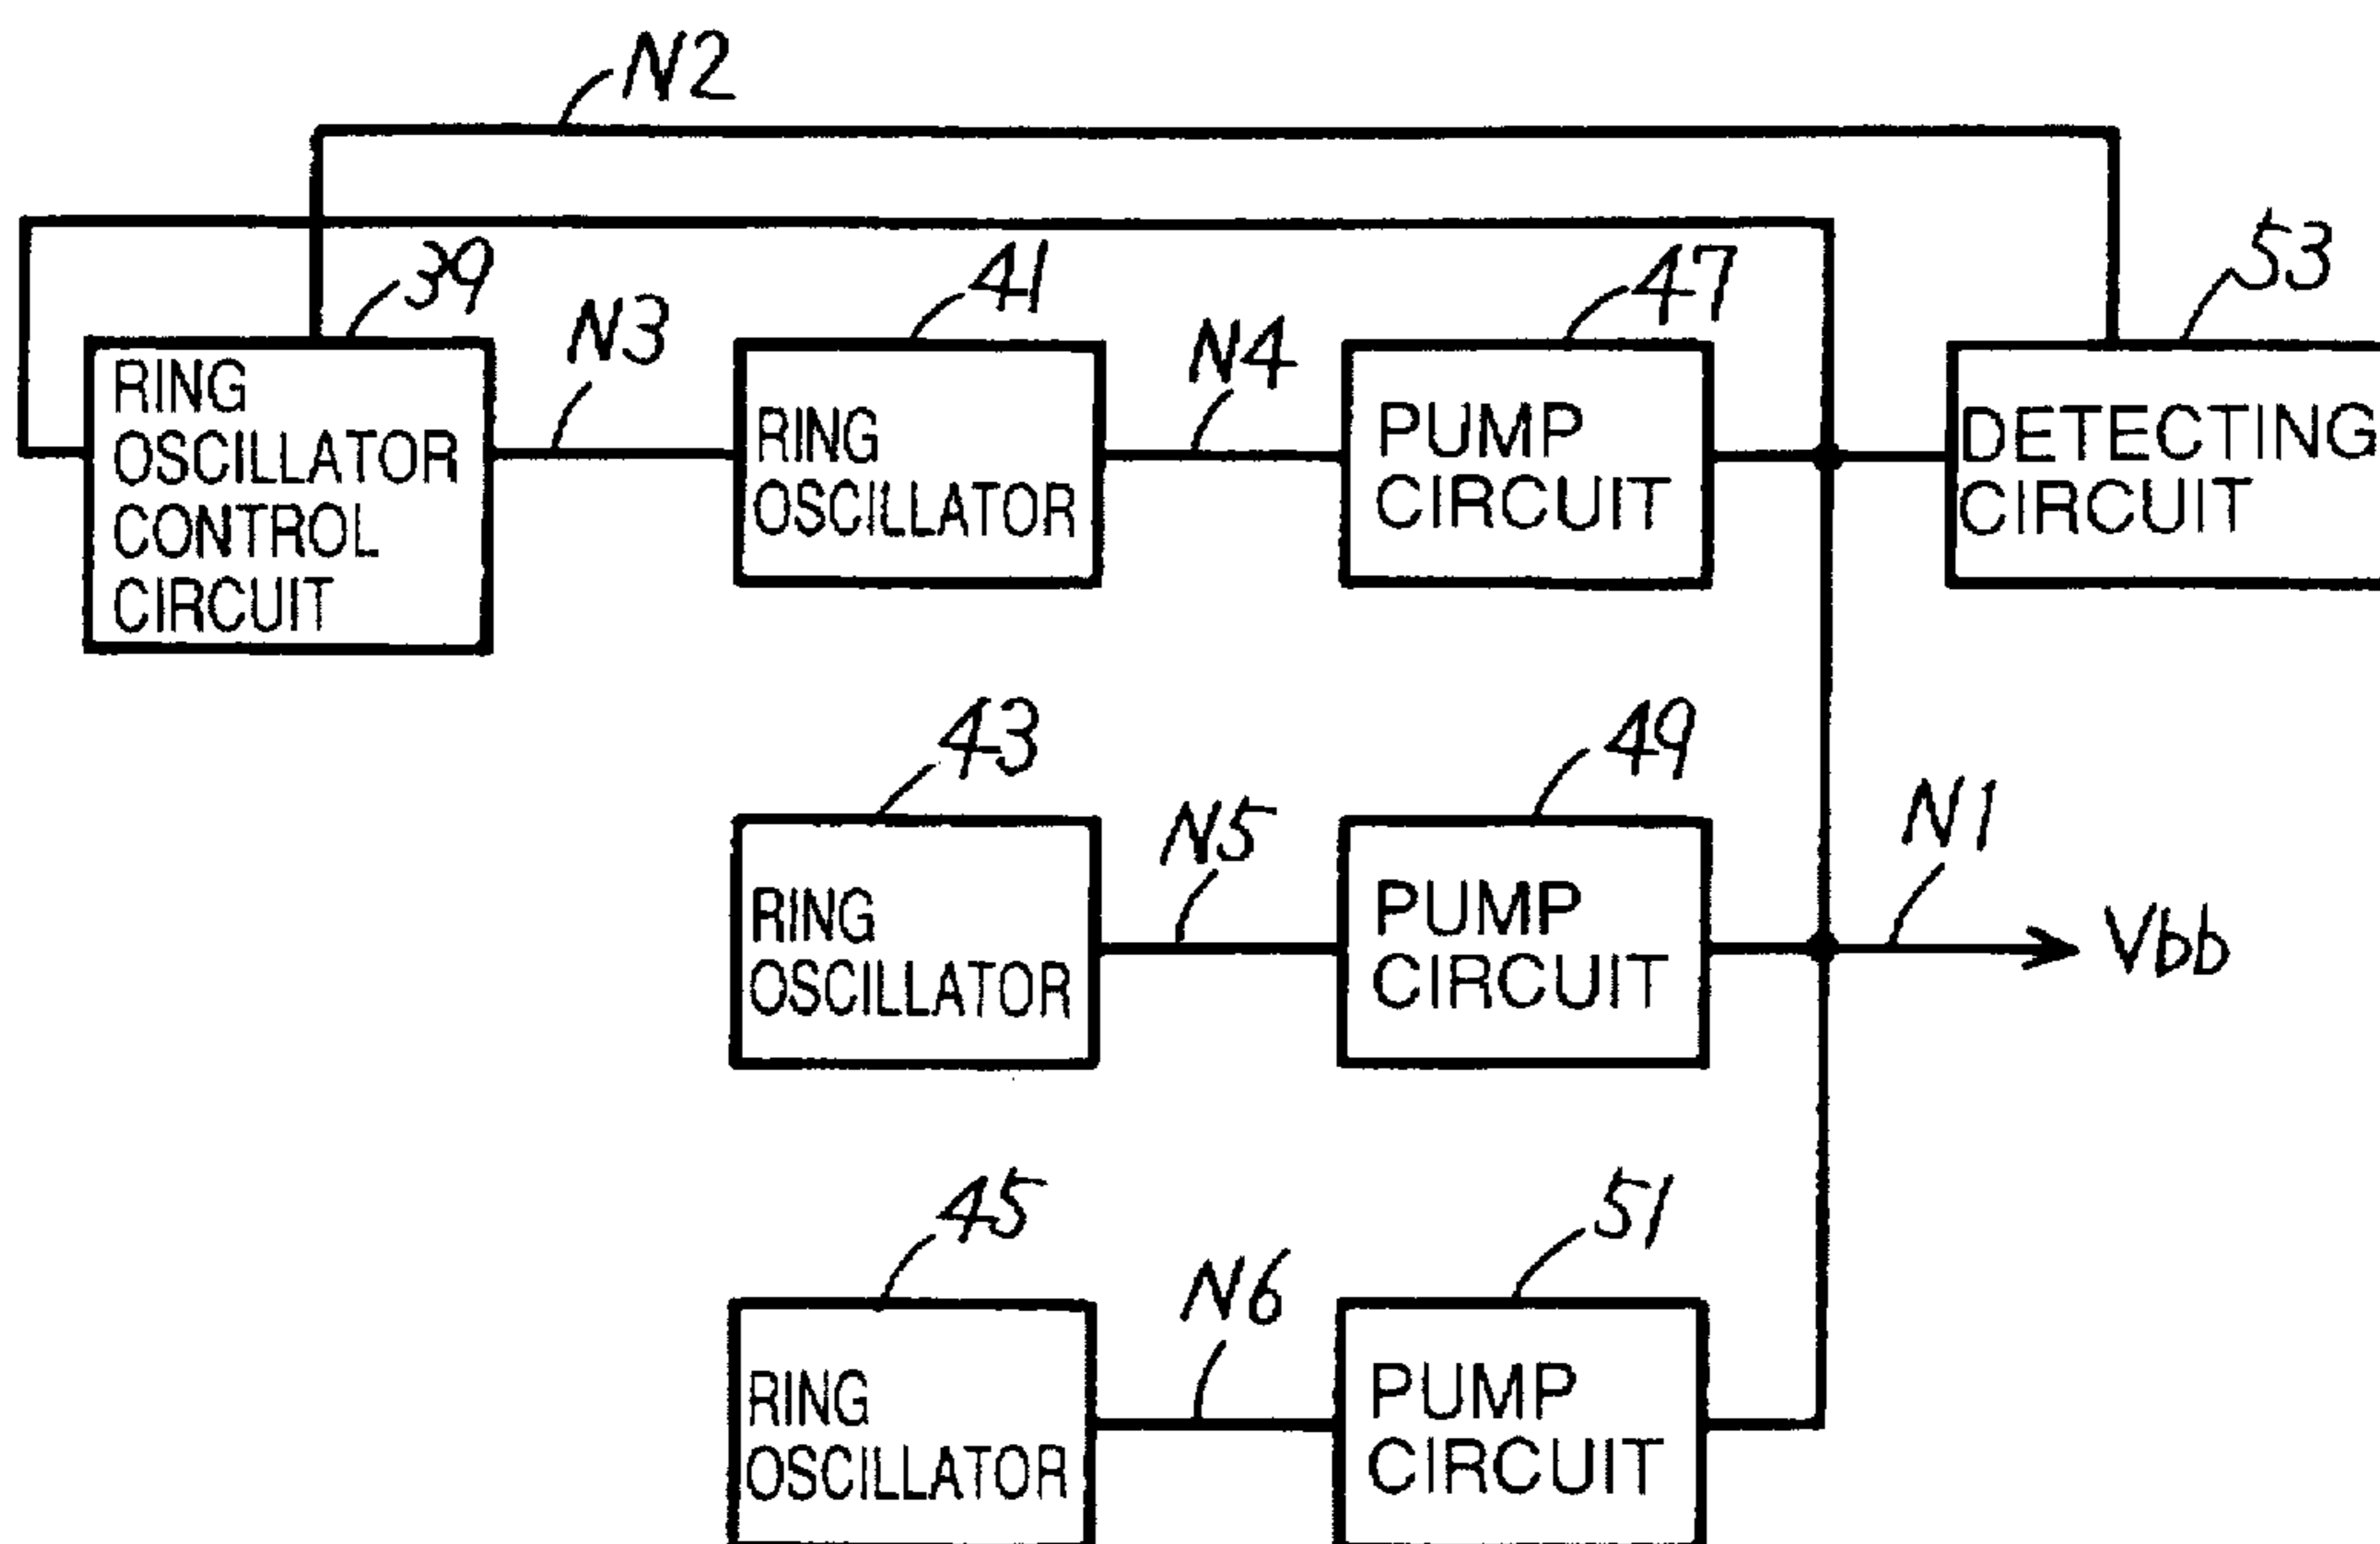 N2
39
41
47
53
N3
N4
RING
OSCILLATOR
CONTROL
CIRCUIT
RING
OSCILLATOR
PUMP
CIRCUIT
DETECTING
CIRCUIT
43
49
N5
N1
RING
OSCILLATOR
PUMP
CIRCUIT
Vbb
45
51
N6
RING
OSCILLATOR
PUMP
CIRCUIT